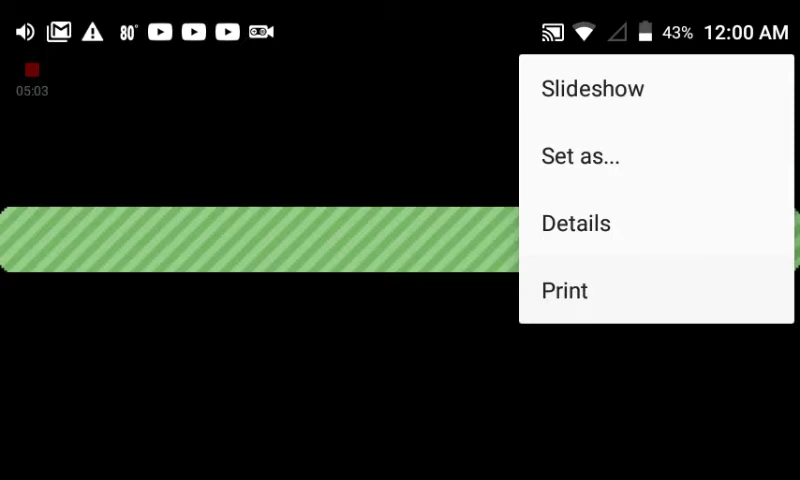 80°
43%
12:00 AM
05:03
Slideshow
Set as...
Details
Print